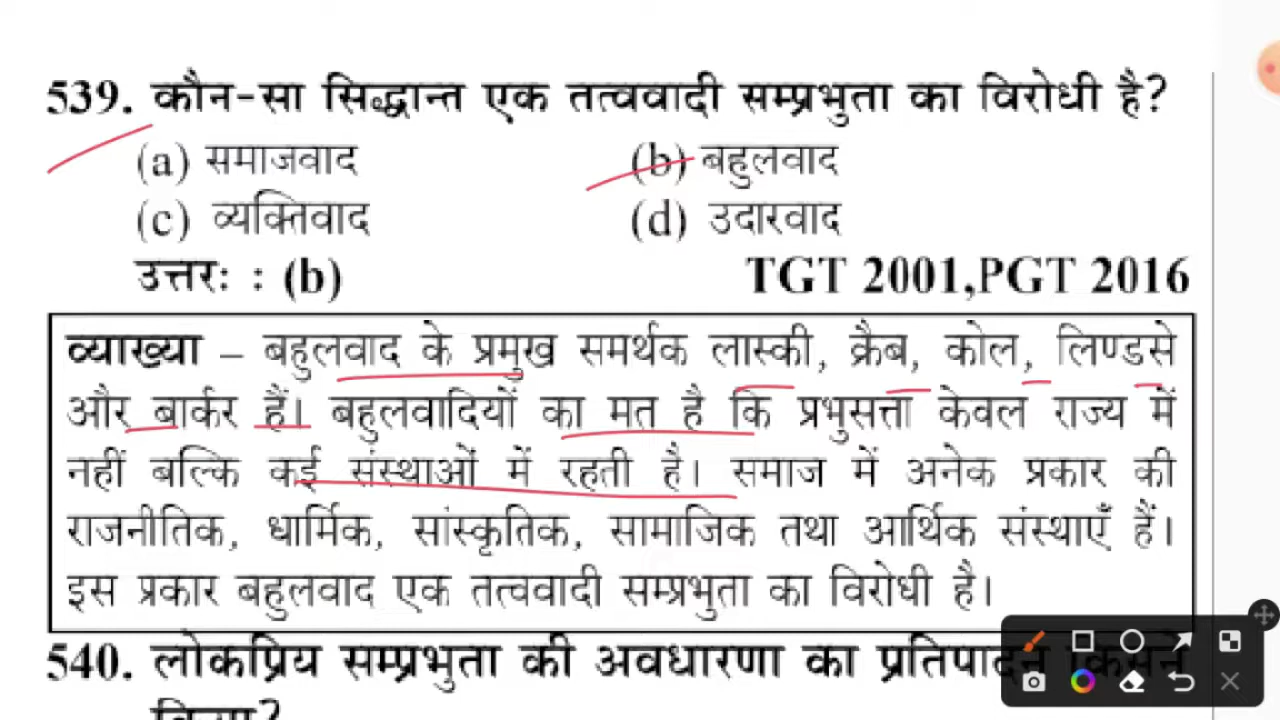 539. कौन-सा सिद्धान्त एक तत्ववादी सम्प्रभुता का विरोधी है?
(a) समाजवाद (b) बहुलवाद
(c) व्यक्तिवाद (d) उदारवाद
उत्तरः : (b) TGT 2001,PGT 2016
व्याख्या – बहुलवाद के प्रमुख समर्थक लास्की, क्रैब, कोल, लिण्डसे
और बार्कर हैं। बहुलवादियों का मत है कि प्रभुसत्ता केवल राज्य में
नहीं बल्कि कई संस्थाओं में रहती है। समाज में अनेक प्रकार की
राजनीतिक, धार्मिक, सांस्कृतिक, सामाजिक तथा आर्थिक संस्थाएँ हैं।
इस प्रकार बहुलवाद एक तत्ववादी सम्प्रभुता का विरोधी है।
540. लोकप्रिय सम्प्रभुता की अवधारणा का प्रतिपादन किसने